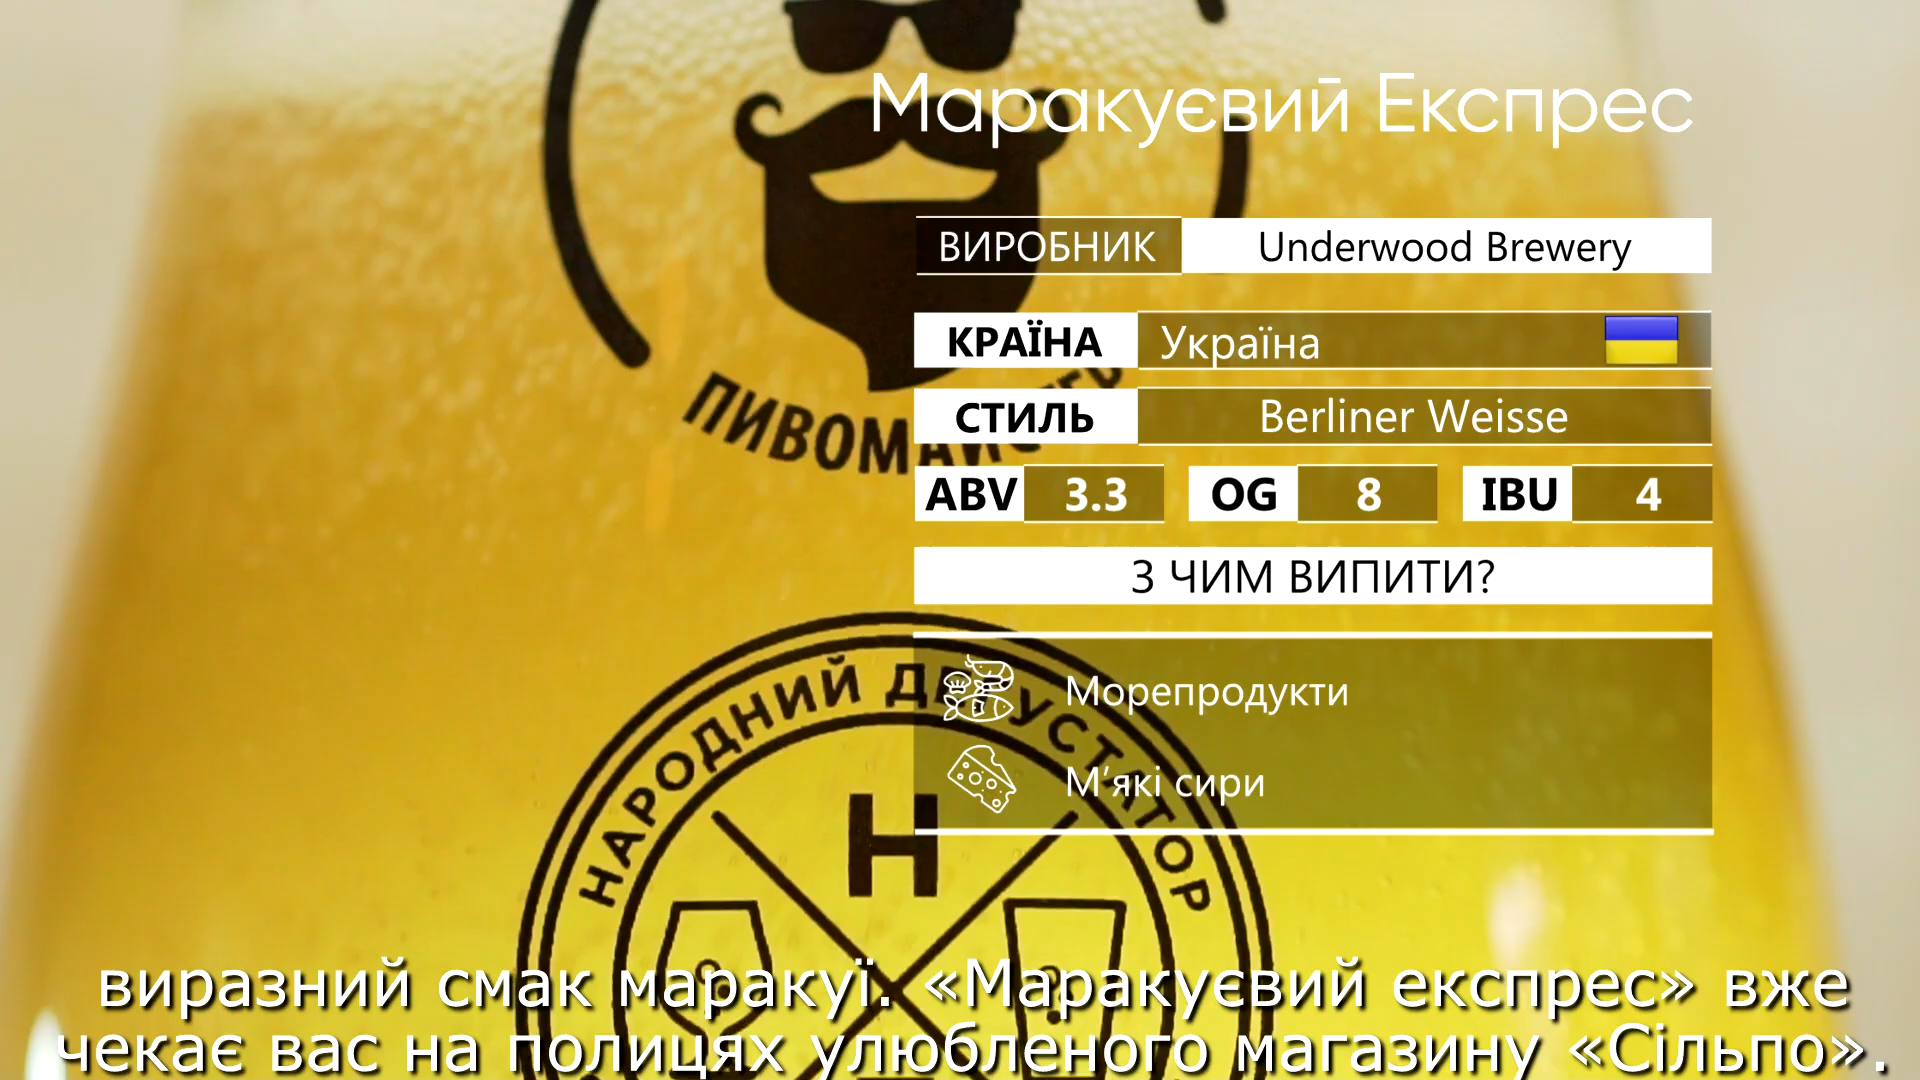 Маракуєвий Експрес
ВИРОБНИК Underwood Brewery
КРАЇНА Україна
СТИЛЬ Berliner Weisse
ABV 3.3 OG 8 IBU 4
З ЧИМ ВИПИТИ?
Морепродукти
М’які сири
ПИВОМАЙСТЕР
НАРОДНИЙ ДЕГУСТАТОР
Н
виразний смак маракуї. «Маракуєвий експрес» вже
чекає вас на полицях улюбленого магазину «Сільпо».